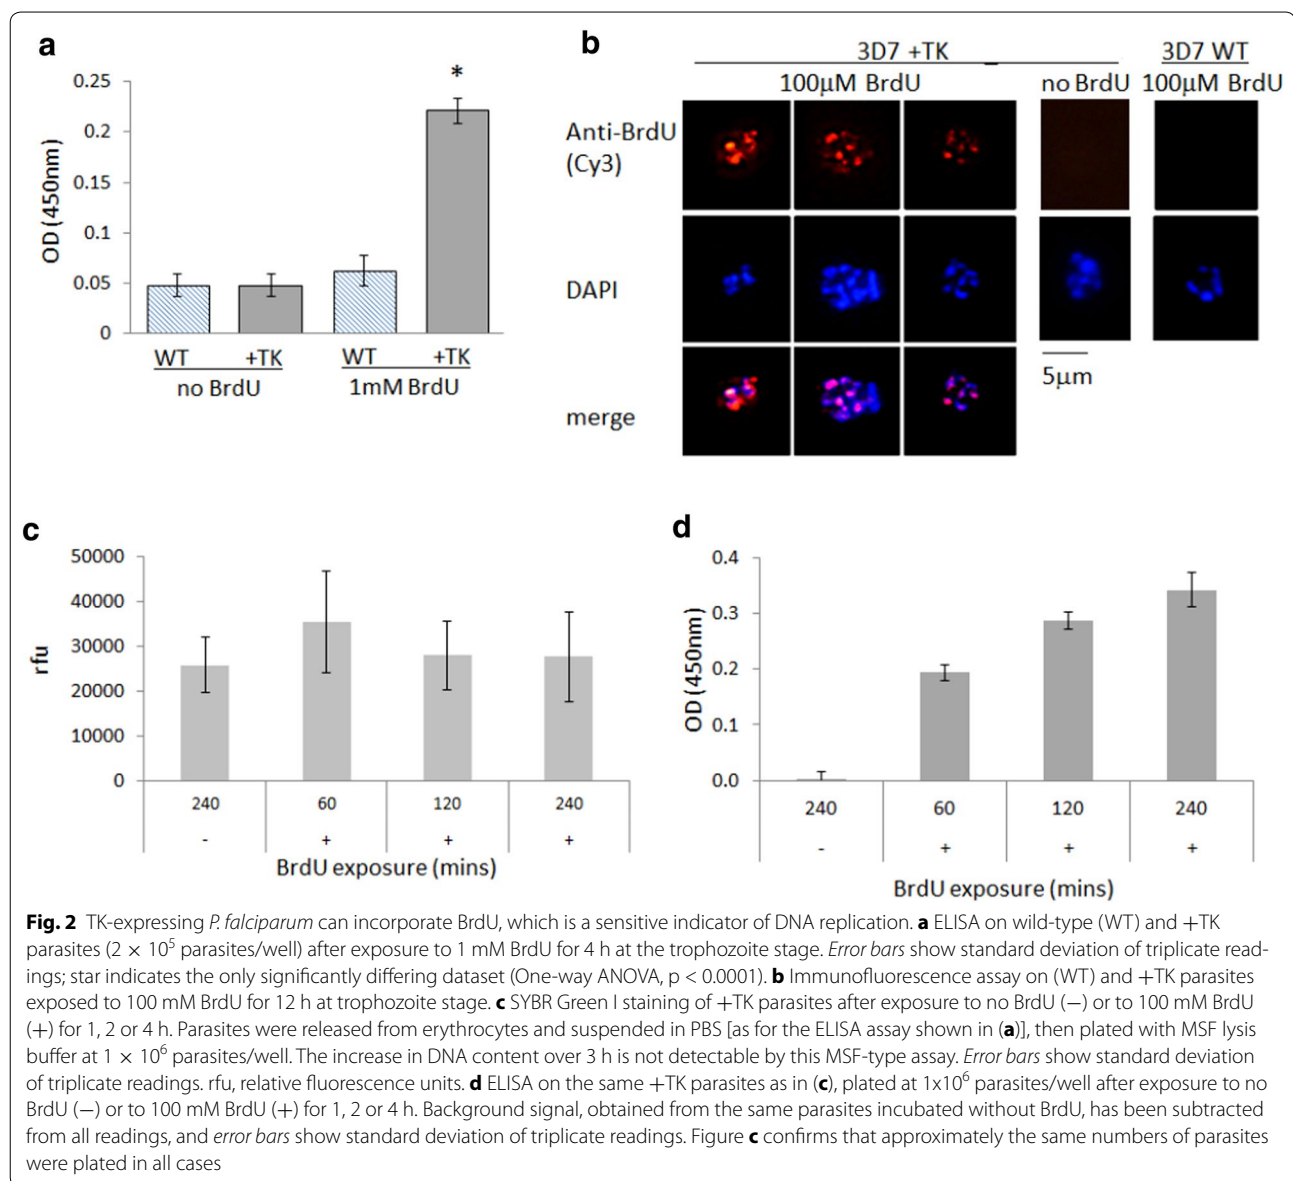 a
0.25
0.2
0.15
0.1
0.05
0
OD (450nm)
*
WT +TK WT +TK
no BrdU 1mM BrdU
b
3D7 +TK 3D7 WT
100µM BrdU no BrdU 100µM BrdU
Anti-BrdU
(Cy3)
DAPI
merge
5µm
c
50000
40000
30000
20000
10000
0
rfu
240 60 120 240
- + + +
BrdU exposure (mins)
d
0.4
0.3
0.2
0.1
0.0
OD (450nm)
240 60 120 240
- + + +
BrdU exposure (mins)
Fig. 2 TK-expressing P. falciparum can incorporate BrdU, which is a sensitive indicator of DNA replication. a ELISA on wild-type (WT) and +TK
parasites (2 × 10⁵ parasites/well) after exposure to 1 mM BrdU for 4 h at the trophozoite stage. Error bars show standard deviation of triplicate read-
ings; star indicates the only significantly differing dataset (One-way ANOVA, p < 0.0001). b Immunofluorescence assay on (WT) and +TK parasites
exposed to 100 mM BrdU for 12 h at trophozoite stage. c SYBR Green I staining of +TK parasites after exposure to no BrdU (−) or to 100 mM BrdU
(+) for 1, 2 or 4 h. Parasites were released from erythrocytes and suspended in PBS [as for the ELISA assay shown in (a)], then plated with MSF lysis
buffer at 1 × 10⁶ parasites/well. The increase in DNA content over 3 h is not detectable by this MSF-type assay. Error bars show standard deviation
of triplicate readings. rfu, relative fluorescence units. d ELISA on the same +TK parasites as in (c), plated at 1x10⁶ parasites/well after exposure to no
BrdU (−) or to 100 mM BrdU (+) for 1, 2 or 4 h. Background signal, obtained from the same parasites incubated without BrdU, has been subtracted
from all readings, and error bars show standard deviation of triplicate readings. Figure c confirms that approximately the same numbers of parasites
were plated in all cases